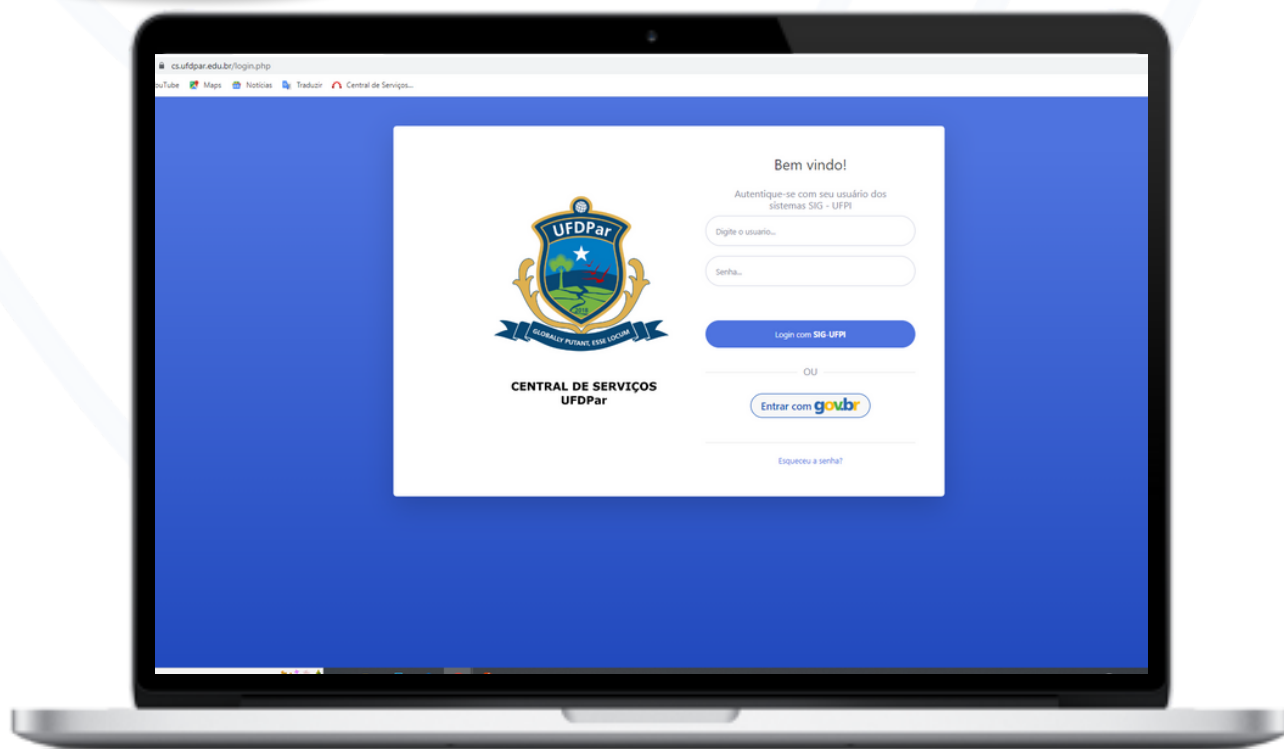 cs.ufdpar.edu.br/login.php
ouTube Maps Notícias Traduzir Central de Serviços...
Bem vindo!
Autentique-se com seu usuário dos
sistemas SIG - UFPI
Digite o usuario...
Senha...
Login com SIG-UFPI
OU
Entrar com gov.br
Esqueceu a senha?
UFDPar
2018
GLOBALLY PUTANT, ESSE LOCUM
CENTRAL DE SERVIÇOS
UFDPar